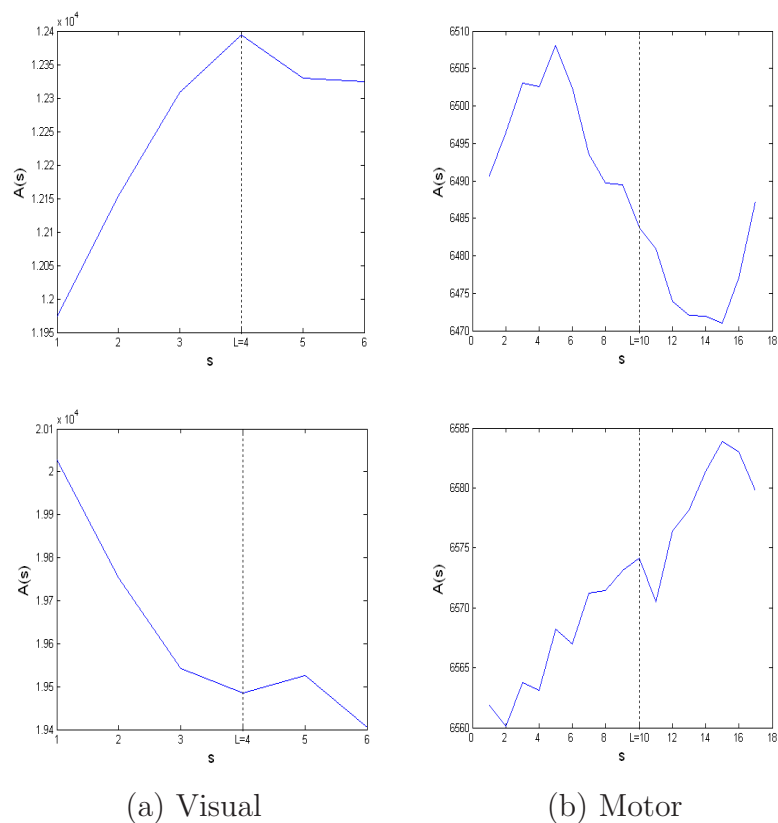 x 10⁴
1.24
1.235
1.23
1.225
1.22
1.215
1.21
1.205
1.2
1.195
A(s)
1 2 3 L=4 5 6
s
6510
6505
6500
6495
6490
6485
6480
6475
6470
A(s)
0 2 4 6 8 L=10 12 14 16 18
s
x 10⁴
2.01
2
1.99
1.98
1.97
1.96
1.95
1.94
A(s)
1 2 3 L=4 5 6
s
6585
6580
6575
6570
6565
6560
A(s)
0 2 4 6 8 L=10 12 14 16 18
s
(a) Visual
(b) Motor